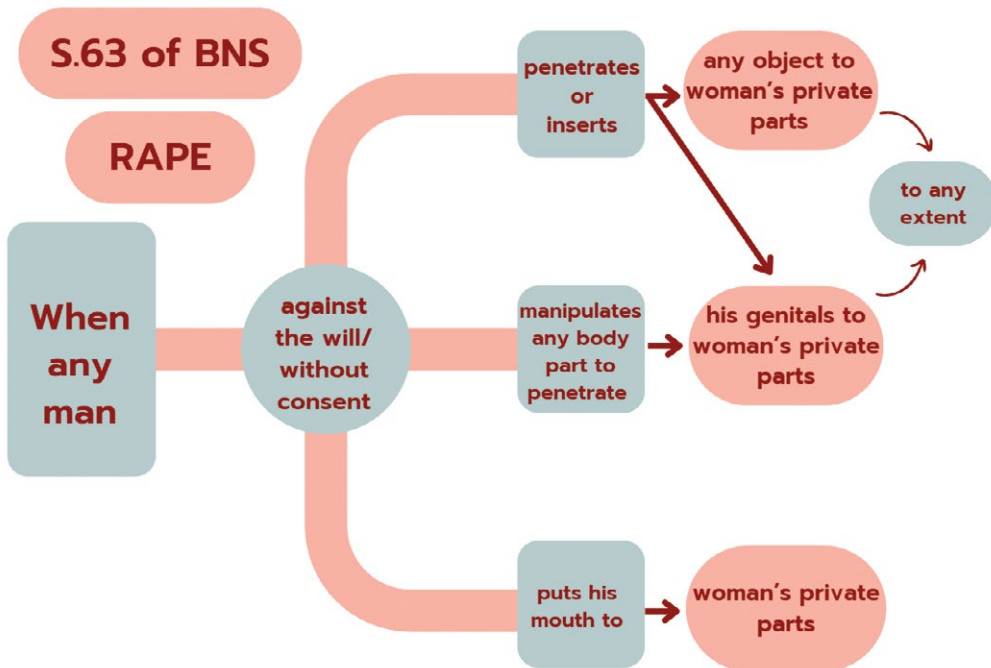 S.63 of BNS
RAPE
When
any
man
against
the will/
without
consent
penetrates
or
inserts
any object to
woman's private
parts
to any
extent
manipulates
any body
part to
penetrate
his genitals to
woman's private
parts
puts his
mouth to
woman's private
parts